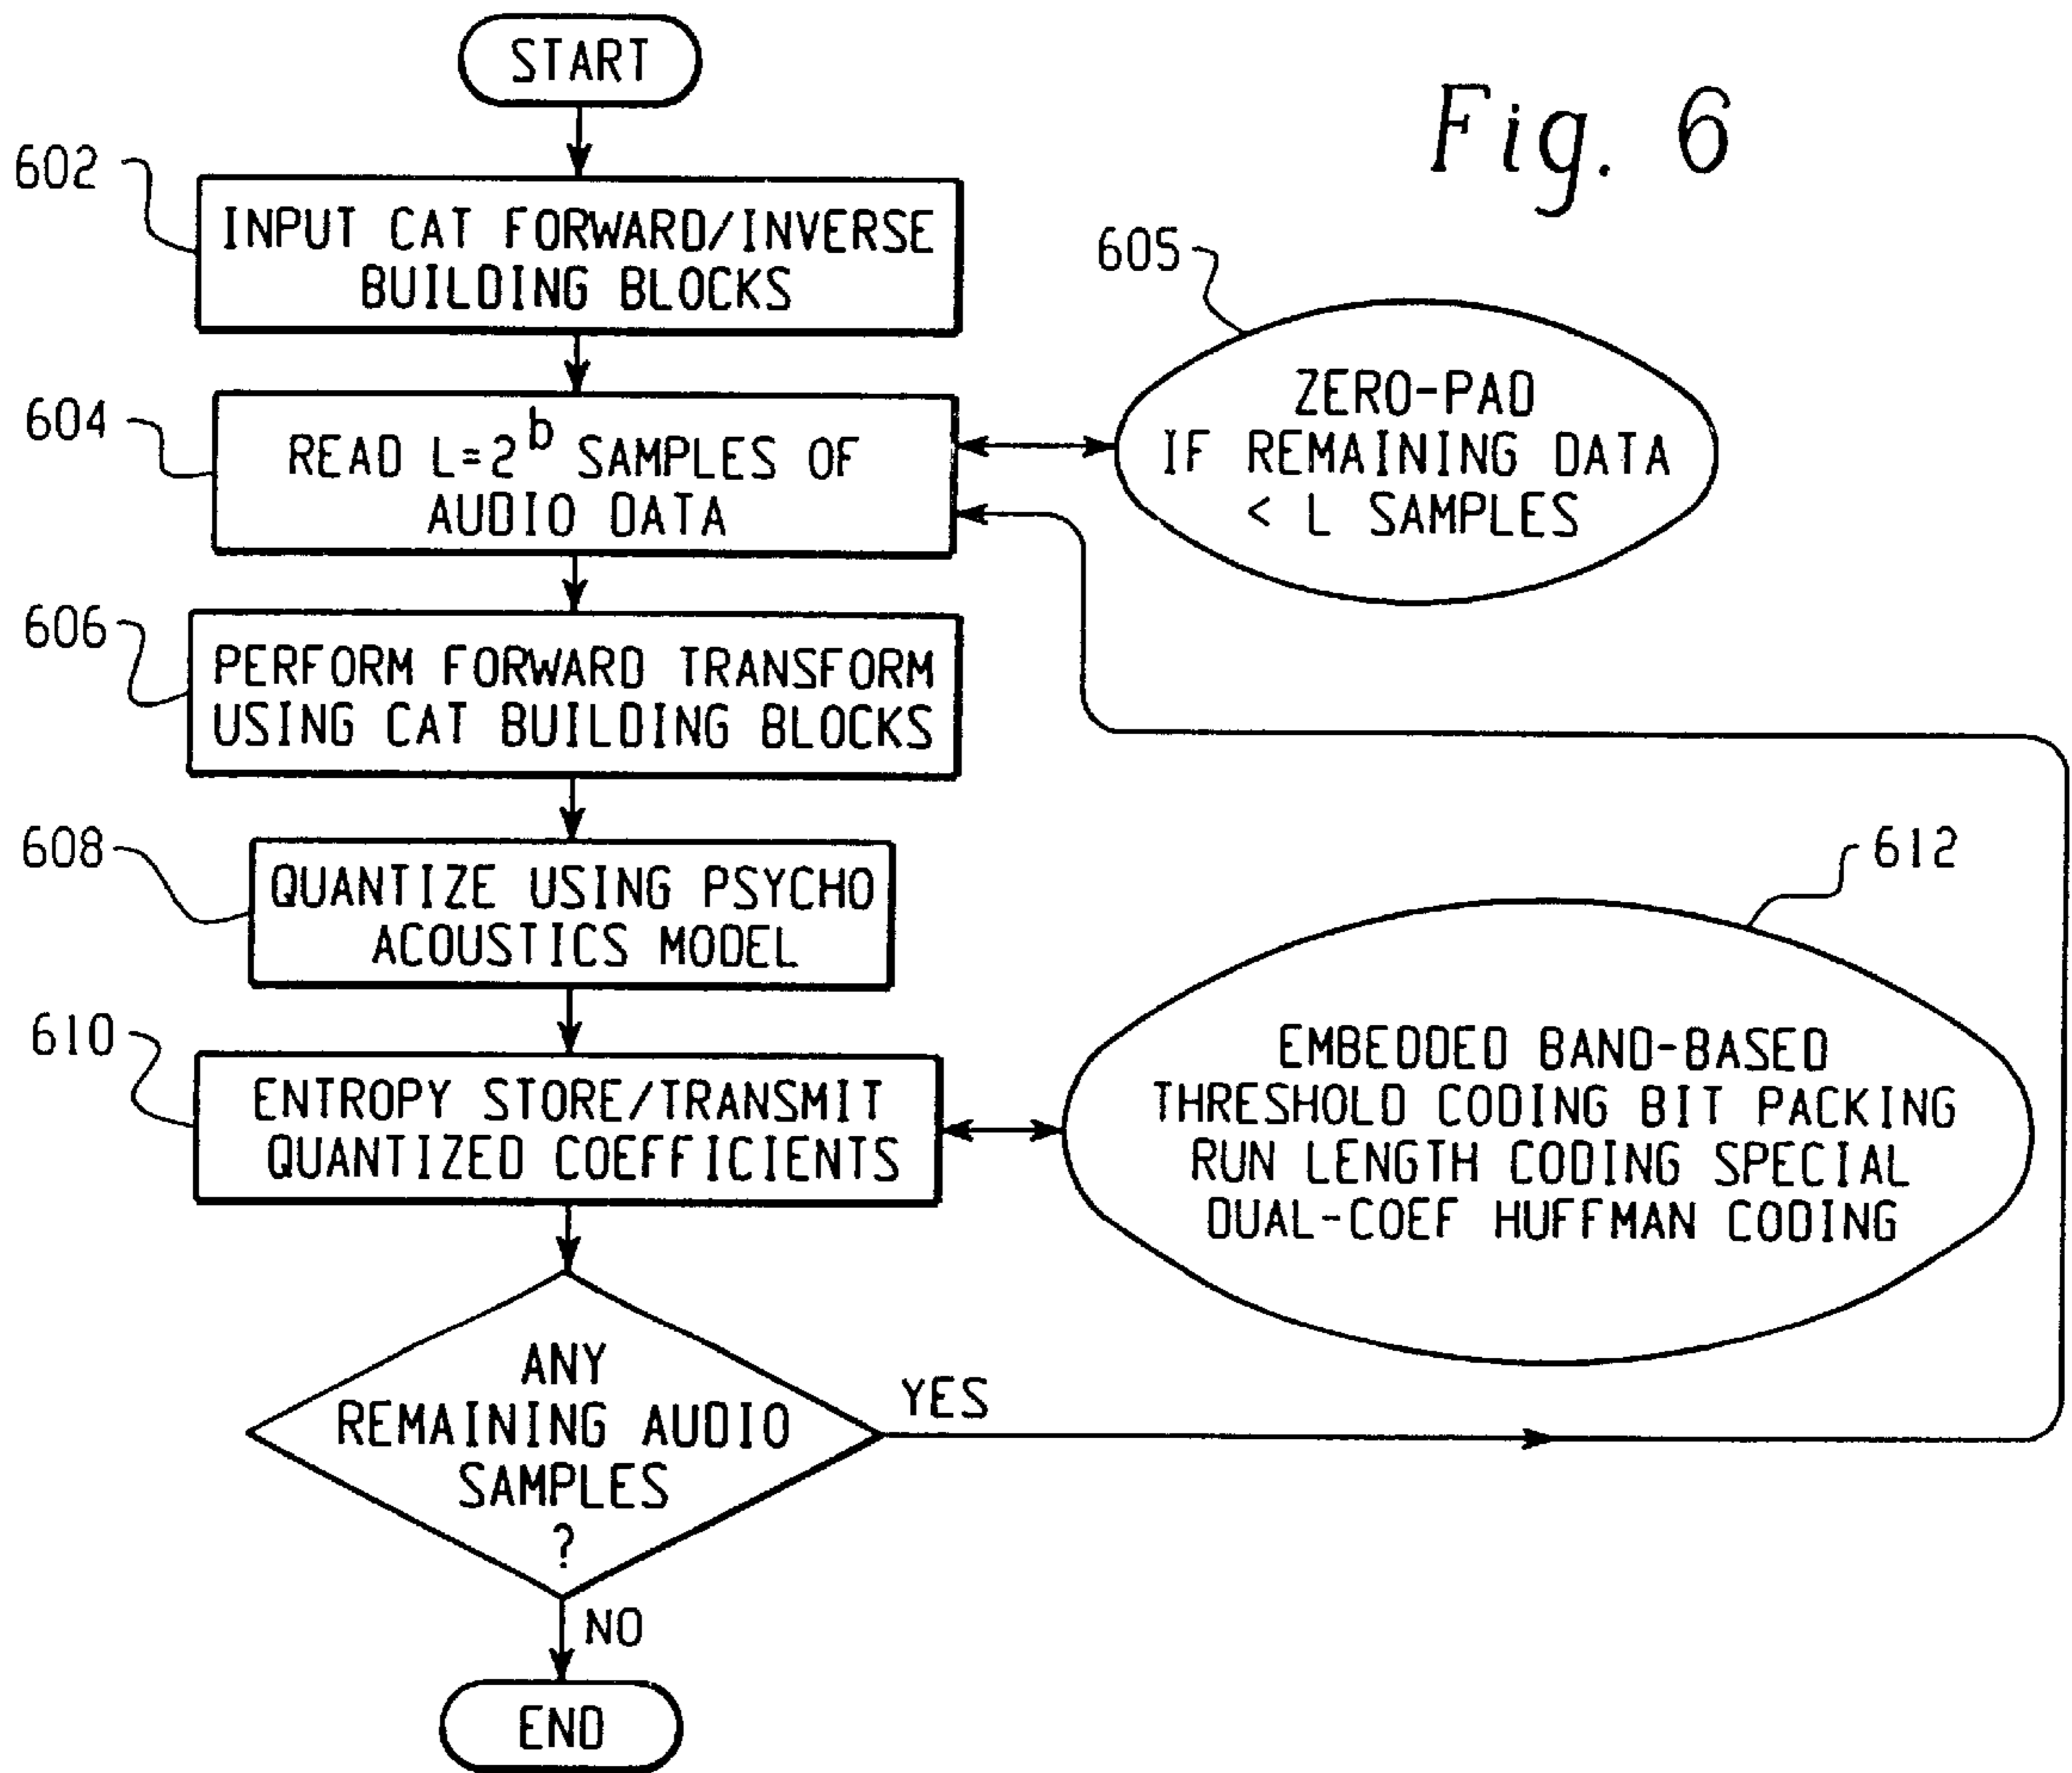 START
Fig. 6
602
INPUT CAT FORWARD/INVERSE
BUILDING BLOCKS
605
ZERO-PAD
IF REMAINING DATA
< L SAMPLES
604
READ L=2^b SAMPLES OF
AUDIO DATA
606
PERFORM FORWARD TRANSFORM
USING CAT BUILDING BLOCKS
608
QUANTIZE USING PSYCHO
ACOUSTICS MODEL
612
EMBEDDED BAND-BASED
THRESHOLD CODING BIT PACKING
RUN LENGTH CODING SPECIAL
DUAL-COEF HUFFMAN CODING
610
ENTROPY STORE/TRANSMIT
QUANTIZED COEFFICIENTS
ANY
REMAINING AUDIO
SAMPLES
?
YES
NO
END